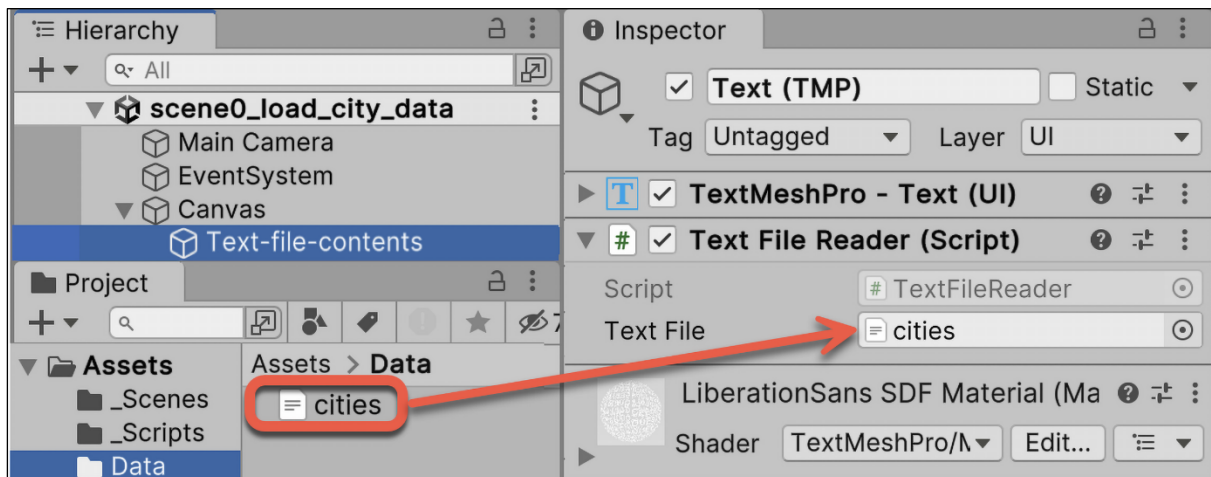 Hierarchy
All
scene0_load_city_data
Main Camera
EventSystem
Canvas
Text-file-contents
Project
7
Assets
_Scenes
_Scripts
Data
Assets > Data
cities
Inspector
Text (TMP)
Static
Tag Untagged Layer UI
TextMeshPro - Text (UI)
# Text File Reader (Script)
Script # TextFileReader
Text File cities
LiberationSans SDF Material (Ma
Shader TextMeshPro/M Edit...